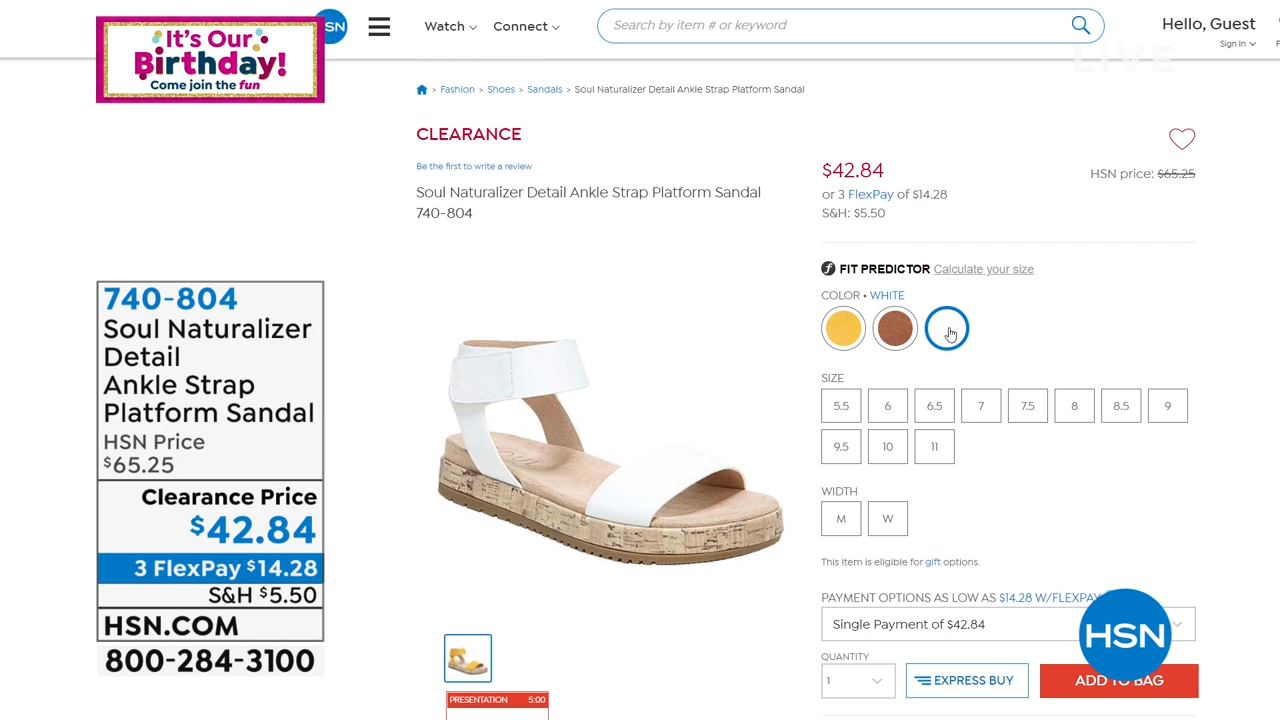 It's Our
Birthday!
Come join the fun
SN
Watch
Connect
Search by item # or keyword
Hello, Guest
Sign In
LIVE
> Fashion > Shoes > Sandals > Soul Naturalizer Detail Ankle Strap Platform Sandal
CLEARANCE
Be the first to write a review
Soul Naturalizer Detail Ankle Strap Platform Sandal
740-804
$42.84
HSN price: $65.25
or 3 FlexPay of $14.28
S&H: $5.50
FIT PREDICTOR Calculate your size
COLOR • WHITE
SIZE
5.5 6 6.5 7 7.5 8 8.5 9
9.5 10 11
WIDTH
M W
This item is eligible for gift options.
PAYMENT OPTIONS AS LOW AS $14.28 W/FLEXPAY
Single Payment of $42.84
QUANTITY
1
EXPRESS BUY
ADD TO BAG
HSN
740-804
Soul Naturalizer
Detail
Ankle Strap
Platform Sandal
HSN Price
$65.25
Clearance Price
$42.84
3 FlexPay $14.28
S&H $5.50
HSN.COM
800-284-3100
SOUL
PRESENTATION 5:00